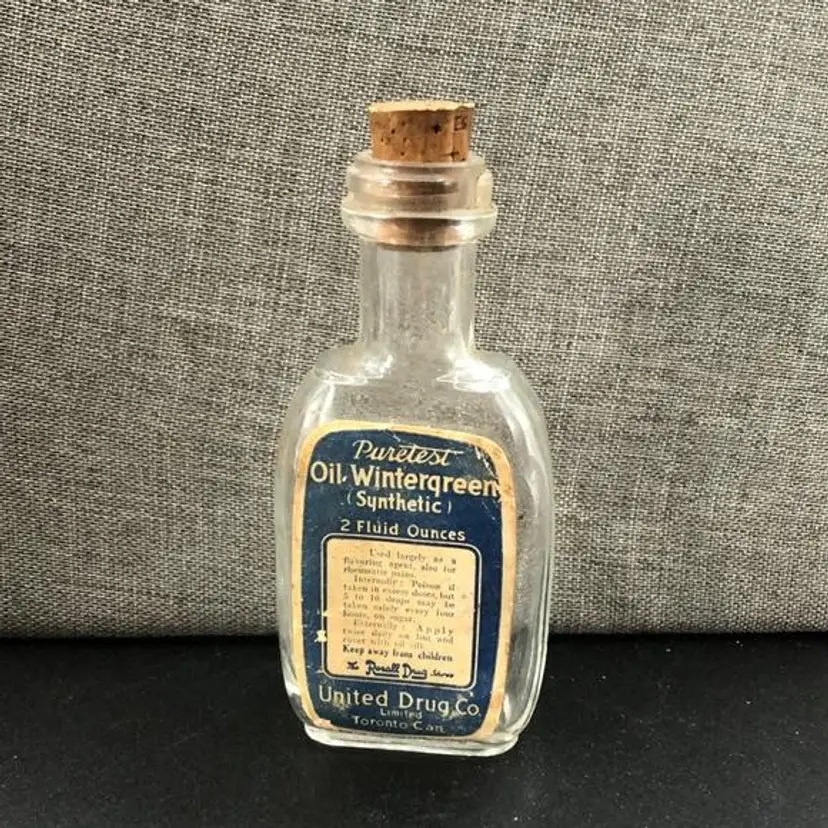 ES
Puretest
Oil Wintergreen
(Synthetic)
2 Fluid Ounces
Used largely as a
flavoring agent, also for
rheumatic pains.
Internally: Poison if
taken in excess doses, but
5 to 10 drops may be
taken safely every four
hours, on sugar.
Externally: Apply
twice daily on lint and
cover with oil silk.
Keep away from children
The Rexall Drug Store
United Drug Co.
Limited
Toronto Can.